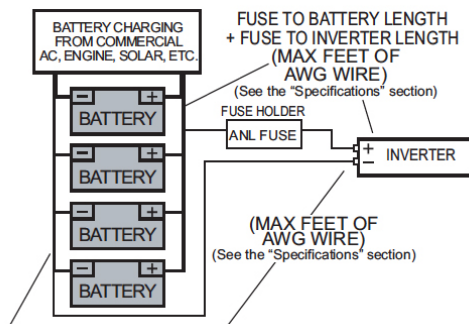 BATTERY CHARGING
FROM COMMERCIAL
AC, ENGINE, SOLAR, ETC.
FUSE TO BATTERY LENGTH
+ FUSE TO INVERTER LENGTH
(MAX FEET OF
AWG WIRE)
(See the “Specifications” section)
− +
BATTERY
FUSE HOLDER
ANL FUSE
− +
BATTERY
+
−
INVERTER
− +
BATTERY
(MAX FEET OF
AWG WIRE)
(See the “Specifications” section)
− +
BATTERY